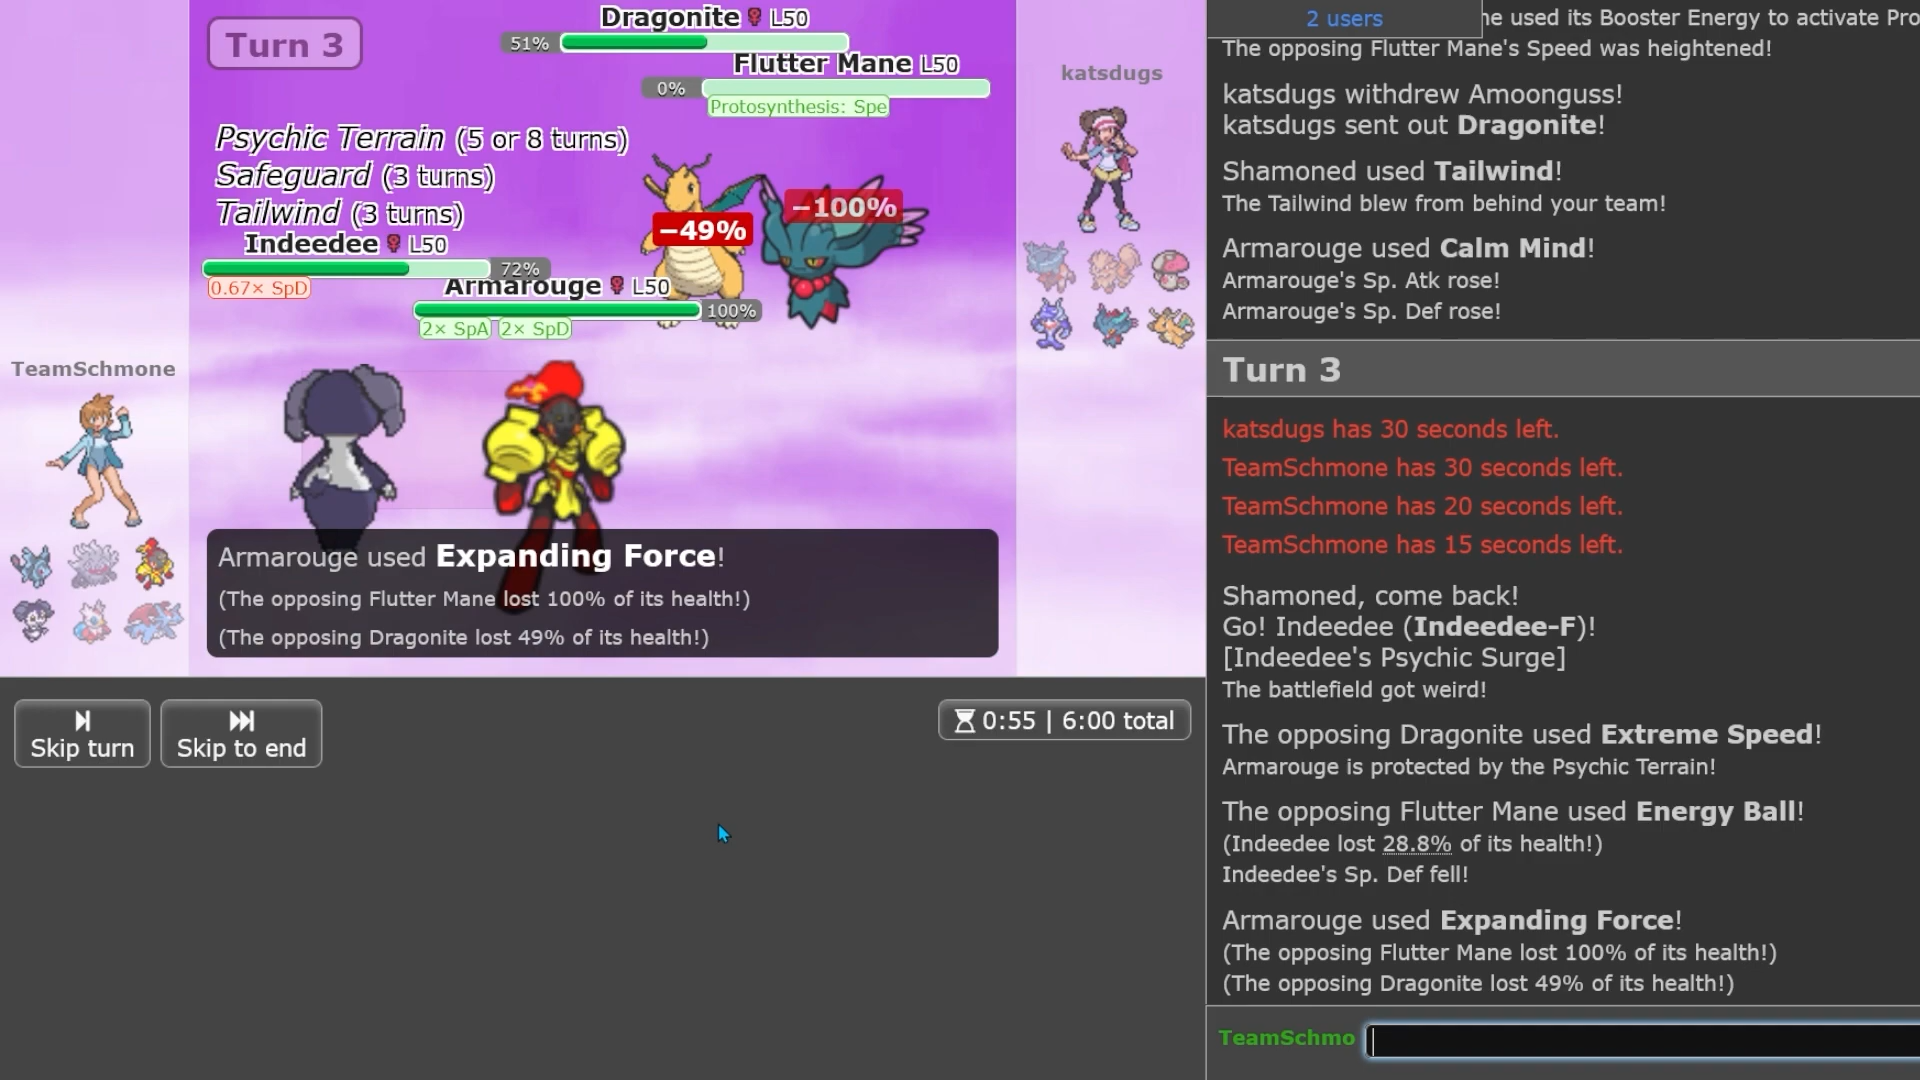 Turn 3
Dragonite L50
51%
Flutter Mane L50
0%
Protosynthesis: Spe
Psychic Terrain (5 or 8 turns)
Safeguard (3 turns)
Tailwind (3 turns)
Indeedee L50
72%
0.67× SpD
Armarouge L50
100%
2× SpA 2× SpD
−49%
−100%
TeamSchmone
katsdugs
Armarouge used Expanding Force!
(The opposing Flutter Mane lost 100% of its health!)
(The opposing Dragonite lost 49% of its health!)
Skip turn
Skip to end
0:55 | 6:00 total
2 users
he used its Booster Energy to activate Pro
The opposing Flutter Mane's Speed was heightened!
katsdugs withdrew Amoonguss!
katsdugs sent out Dragonite!
Shamoned used Tailwind!
The Tailwind blew from behind your team!
Armarouge used Calm Mind!
Armarouge's Sp. Atk rose!
Armarouge's Sp. Def rose!
Turn 3
katsdugs has 30 seconds left.
TeamSchmone has 30 seconds left.
TeamSchmone has 20 seconds left.
TeamSchmone has 15 seconds left.
Shamoned, come back!
Go! Indeedee (Indeedee-F)!
[Indeedee's Psychic Surge]
The battlefield got weird!
The opposing Dragonite used Extreme Speed!
Armarouge is protected by the Psychic Terrain!
The opposing Flutter Mane used Energy Ball!
(Indeedee lost 28.8% of its health!)
Indeedee's Sp. Def fell!
Armarouge used Expanding Force!
(The opposing Flutter Mane lost 100% of its health!)
(The opposing Dragonite lost 49% of its health!)
TeamSchmo